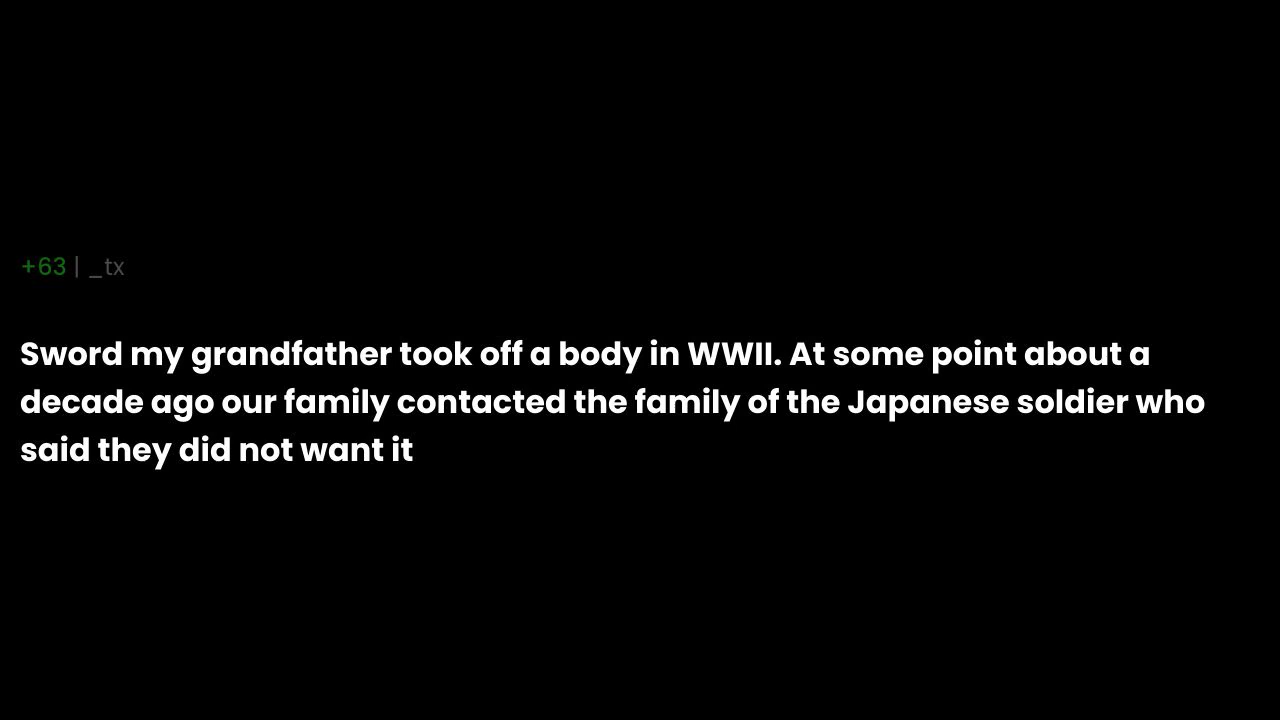 +63 | _tx
Sword my grandfather took off a body in WWII. At some point about a
decade ago our family contacted the family of the Japanese soldier who
said they did not want it